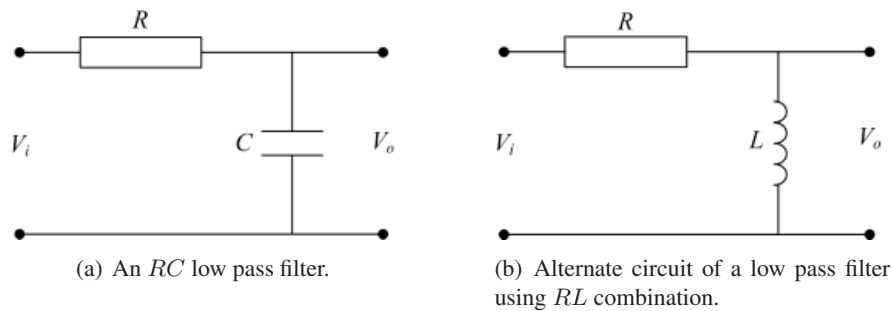 R
V_i
C
V_o
(a) An RC low pass filter.
R
V_i
L
V_o
(b) Alternate circuit of a low pass filter
using RL combination.